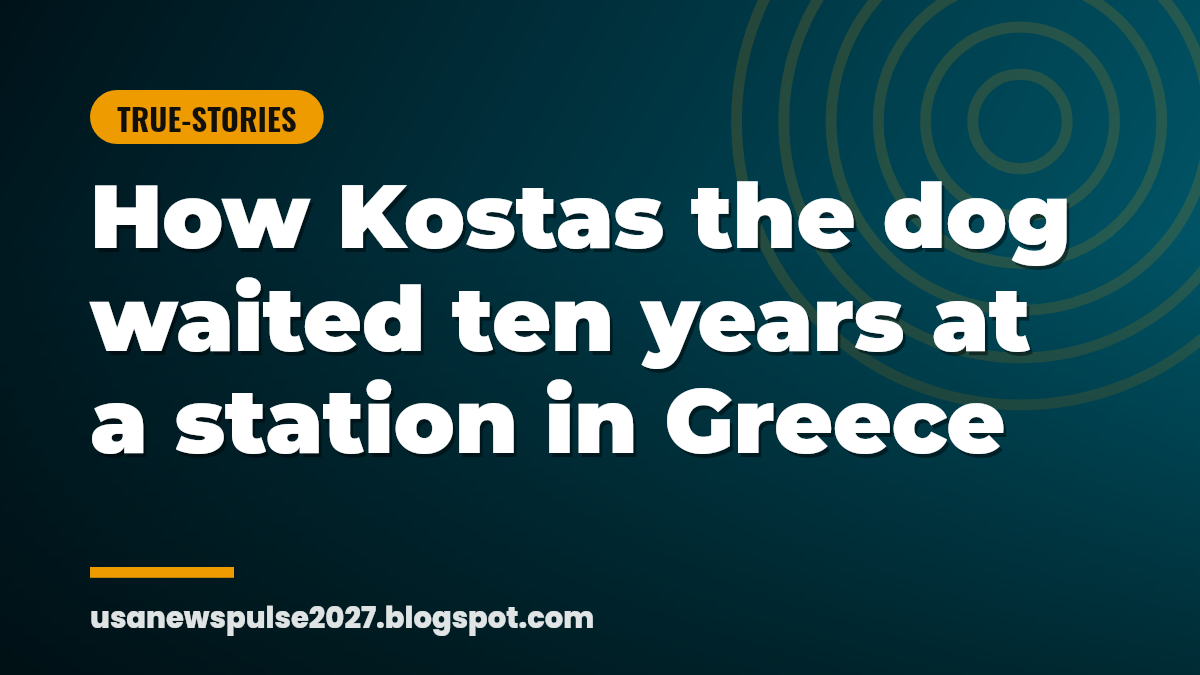 TRUE-STORIES
How Kostas the dog
waited ten years at
a station in Greece
usanewspulse2027.blogspot.com